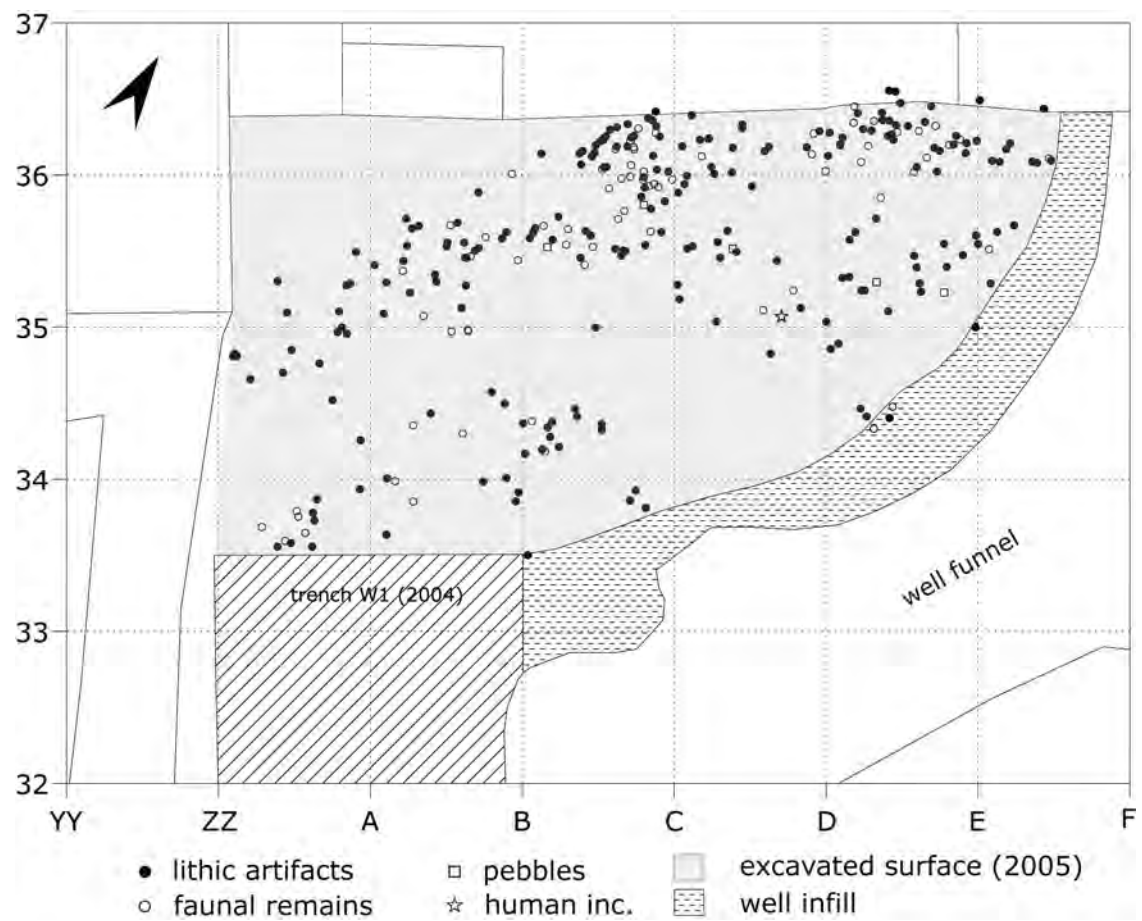 37
36
35
34
33
32
trench W1 (2004)
well funnel
YY ZZ A B C D E F
lithic artifacts pebbles excavated surface (2005)
faunal remains human inc. well infill